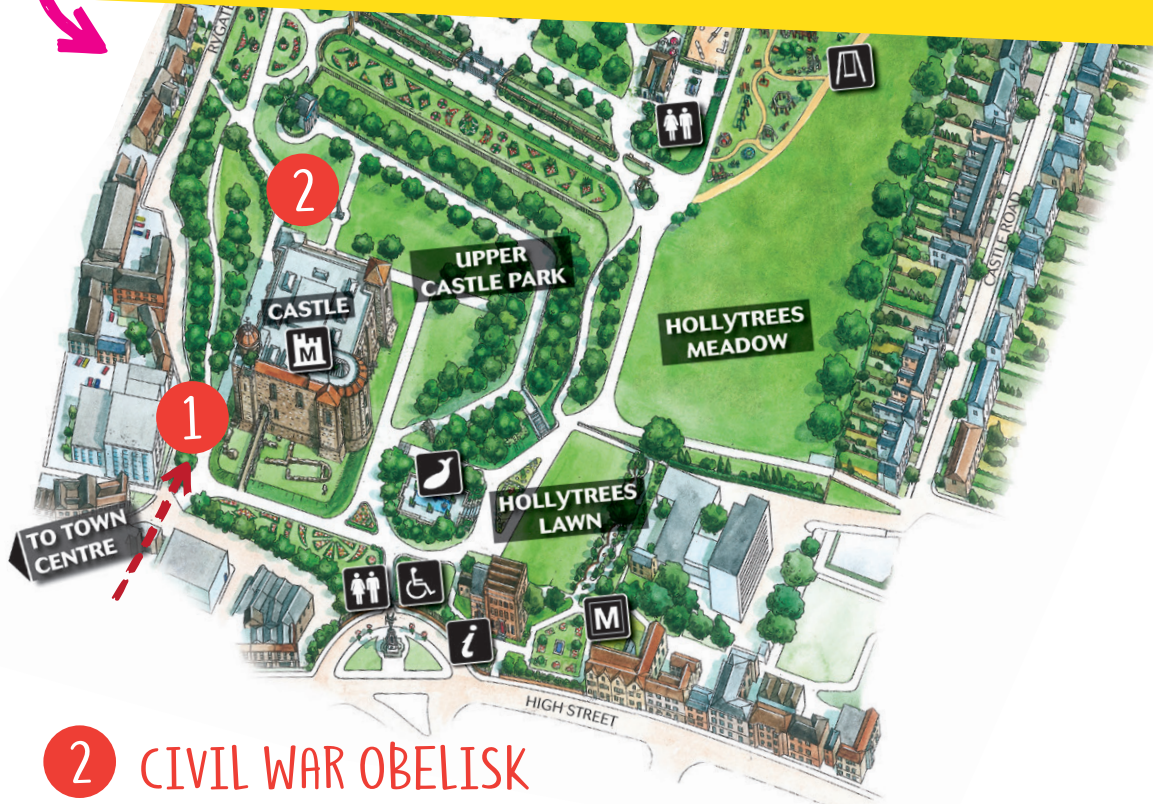 RYGATE
2
UPPER
CASTLE PARK
CASTLE
M
HOLLYTREES
MEADOW
CASTLE ROAD
1
HOLLYTREES
LAWN
TO TOWN
CENTRE
i
M
HIGH STREET
2 CIVIL WAR OBELISK